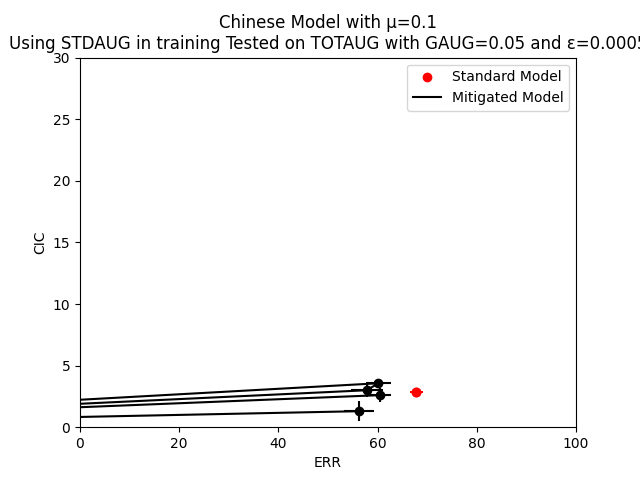 Chinese Model with μ=0.1
Using STDAUG in training Tested on TOTAUG with GAUG=0.05 and ε=0.0005
Standard Model
Mitigated Model
30
25
20
15
10
5
0
CIC
0 20 40 60 80 100
ERR